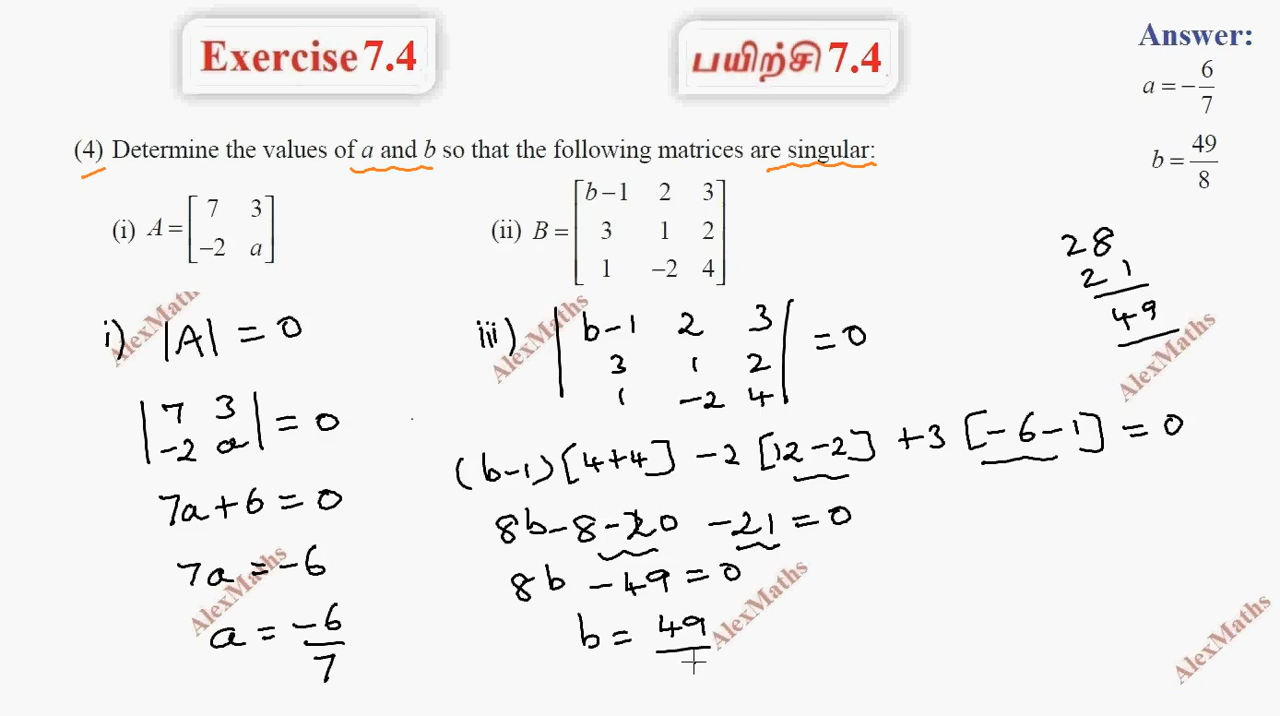 Exercise 7.4
பயிற்சி 7.4
Answer:
a = -6/7
b = 49/8
(4) Determine the values of a and b so that the following matrices are singular:
(i) A = [7 3
-2 a]
(ii) B = [b-1 2 3
3 1 2
1 -2 4]
28
21
49
i) |A| = 0
|7 3
-2 a| = 0
7a + 6 = 0
7a = -6
a = -6/7
iii) |b-1 2 3
3 1 2
1 -2 4| = 0
(b-1)[4+4] -2[12-2] +3[-6-1] = 0
8b-8-20 -21 = 0
8b -49 = 0
b = 49
AlexMath
AlexMaths
AlexMaths
AlexMaths
AlexMaths
AlexMaths